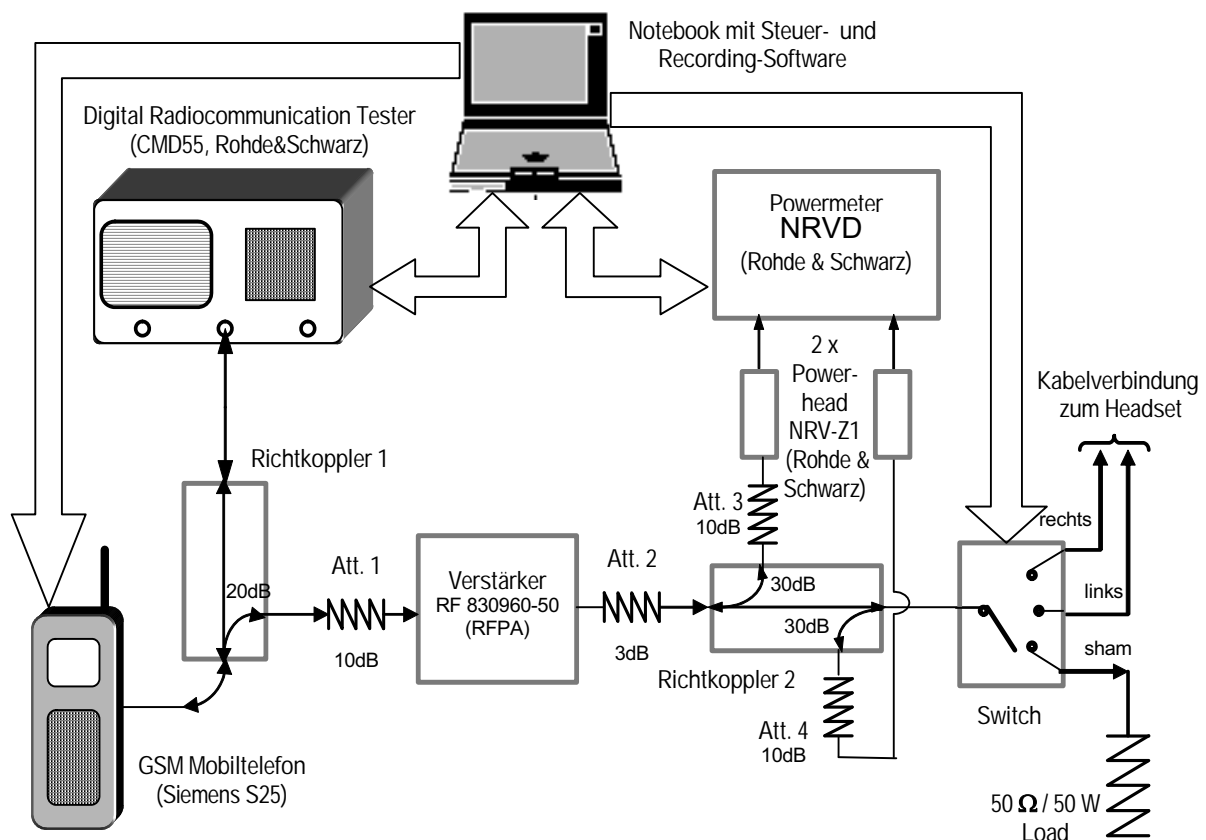 Notebook mit Steuer- und
Recording-Software
Digital Radiocommunication Tester
(CMD55, Rohde&Schwarz)
Powermeter
NRVD
(Rohde & Schwarz)
2 x
Power-
head
NRV-Z1
(Rohde &
Schwarz)
Kabelverbindung
zum Headset
Richtkoppler 1
Att. 3
10dB
rechts
20dB
Att. 1
10dB
Verstärker
RF 830960-50
(RFPA)
Att. 2
3dB
30dB
30dB
links
sham
Richtkoppler 2
Switch
Att. 4
10dB
GSM Mobiltelefon
(Siemens S25)
50 Ω / 50 W
Load